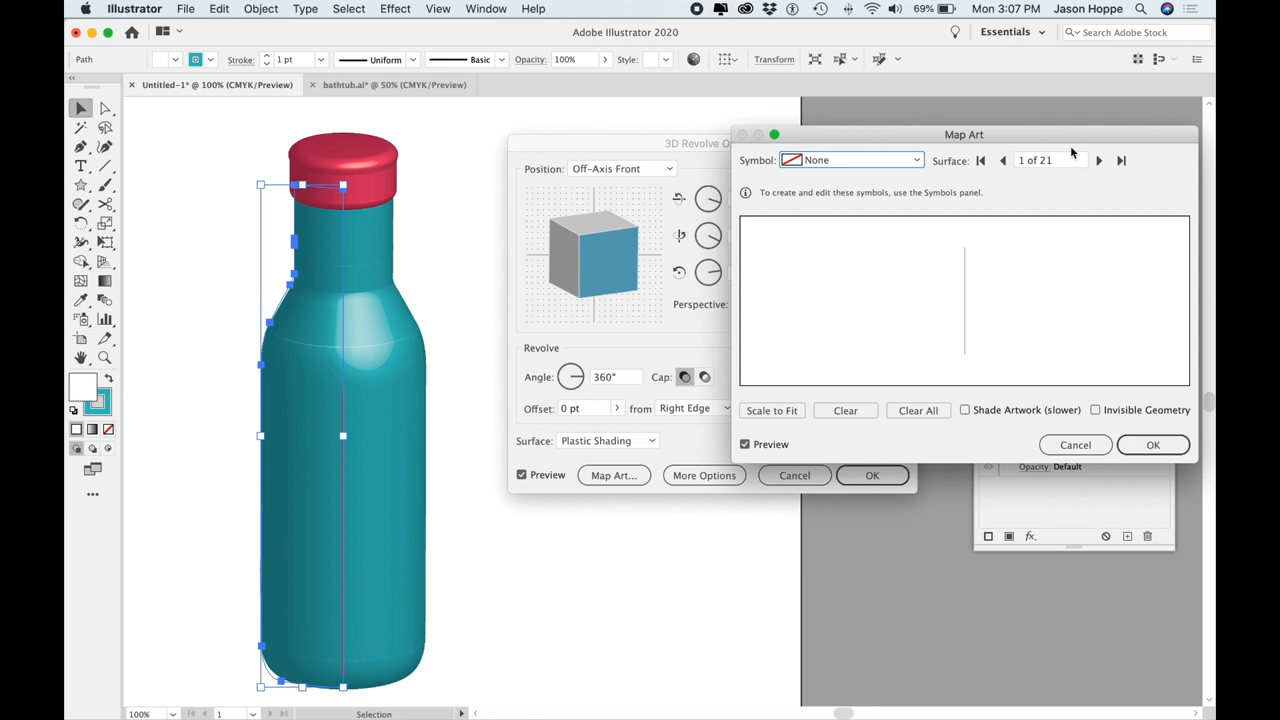 Illustrator File Edit Object Type Select Effect View Window Help 69% Mon 3:07 PM Jason Hoppe
Adobe Illustrator 2020 Essentials Search Adobe Stock
Path Stroke: 1 pt Uniform Basic Opacity: 100% Style: Transform
Untitled-1* @ 100% (CMYK/Preview) bathtub.ai* @ 50% (CMYK/Preview)
Map Art
3D Revolve O
Symbol: None Surface: 1 of 21
Position: Off-Axis Front
To create and edit these symbols, use the Symbols panel.
Perspective:
Revolve
Angle: 360° Cap:
Offset: 0 pt from Right Edge
Scale to Fit Clear Clear All Shade Artwork (slower) Invisible Geometry
Surface: Plastic Shading
Preview Cancel OK
Opacity: Default
Preview Map Art... More Options Cancel OK
fx.
100% 1 Selection